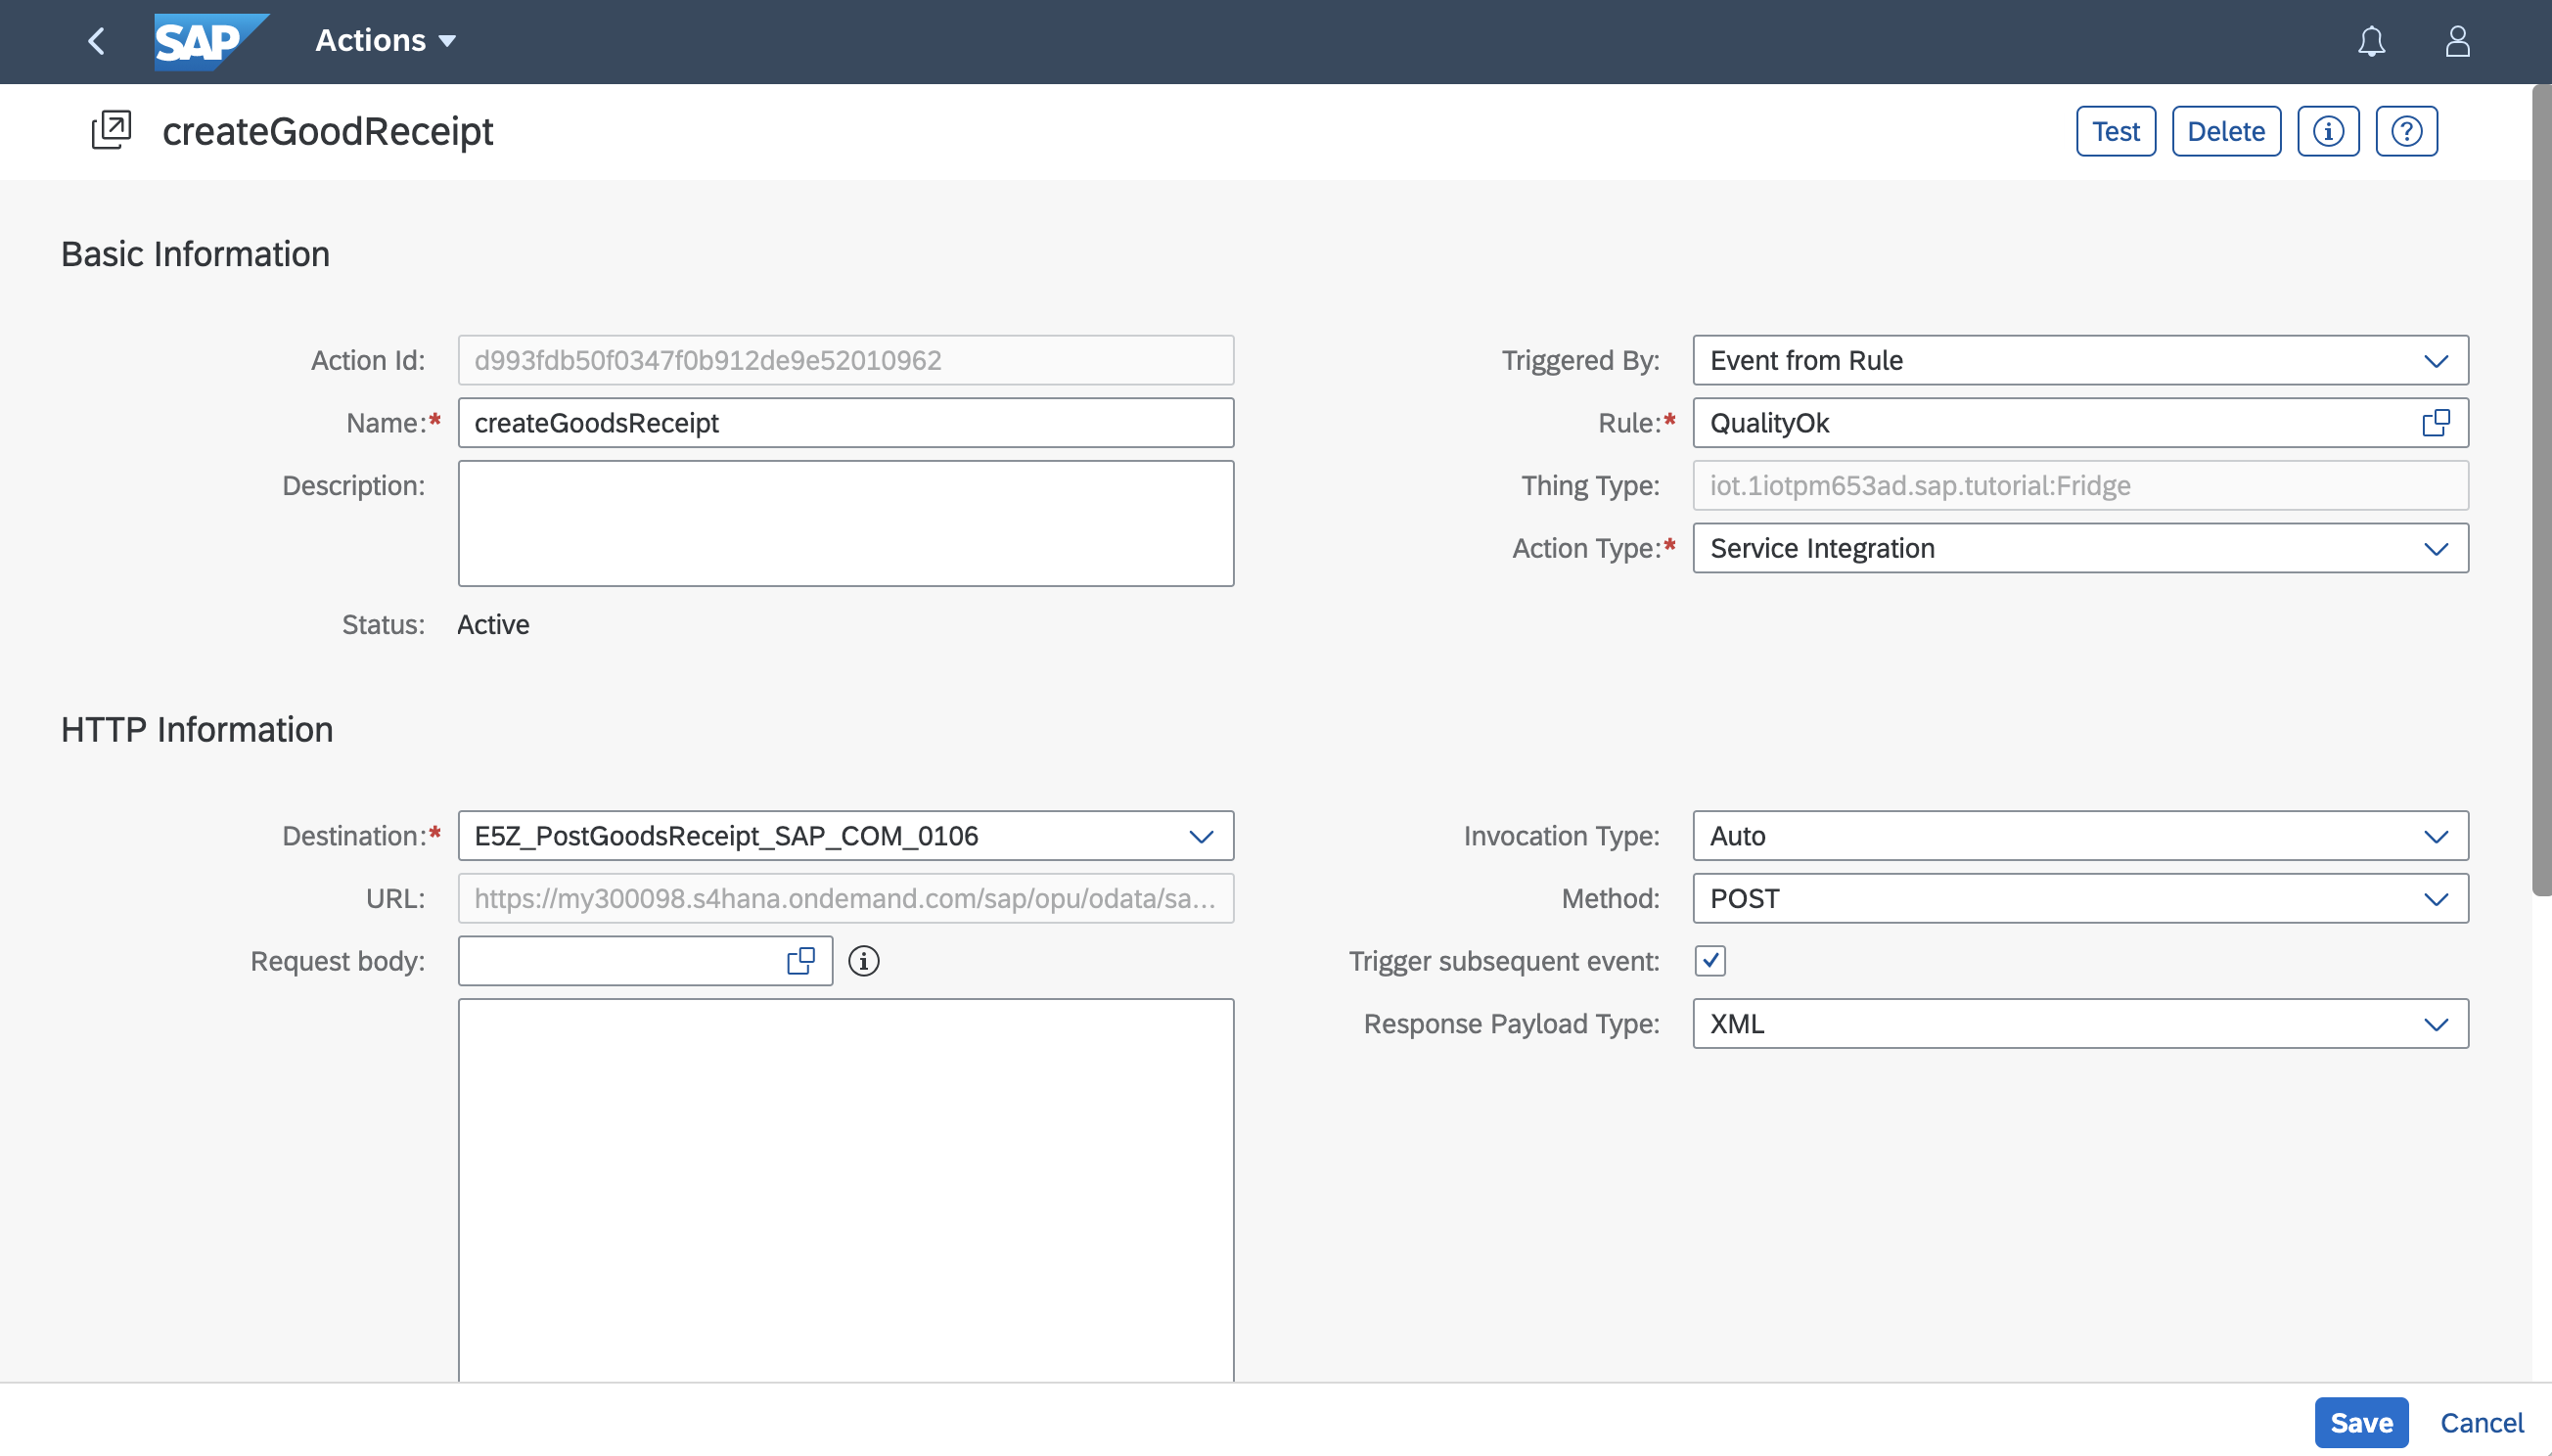 SAP Actions
createGoodReceipt Test Delete
Basic Information
Action Id: d993fdb50f0347f0b912de9e52010962 Triggered By: Event from Rule
Name:* createGoodsReceipt Rule:* QualityOk
Description: Thing Type: iot.1iotpm653ad.sap.tutorial:Fridge
Action Type:* Service Integration
Status: Active
HTTP Information
Destination:* E5Z_PostGoodsReceipt_SAP_COM_0106 Invocation Type: Auto
URL: https://my300098.s4hana.ondemand.com/sap/opu/odata/sa... Method: POST
Request body: Trigger subsequent event:
Response Payload Type: XML
Save Cancel